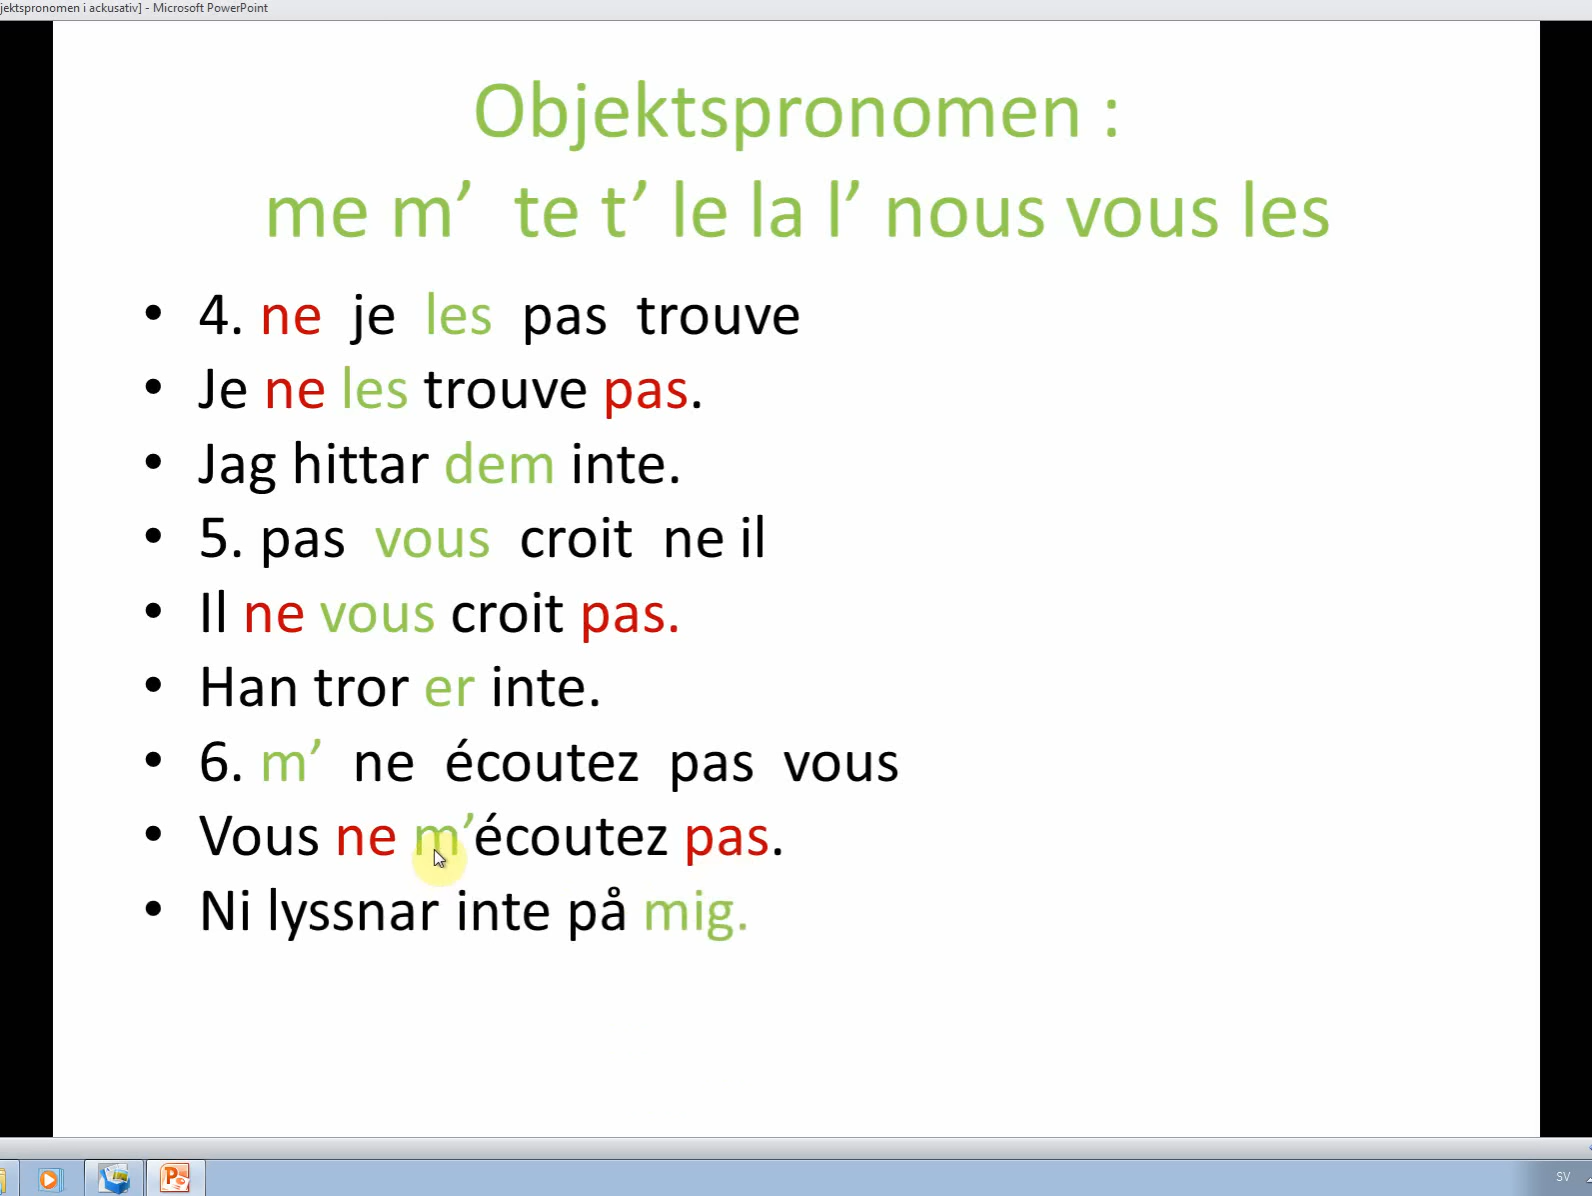 jektspronomen i ackusativ] - Microsoft PowerPoint
Objektspronomen :
me m’ te t’ le la l’ nous vous les
• 4. ne je les pas trouve
• Je ne les trouve pas.
• Jag hittar dem inte.
• 5. pas vous croit ne il
• Il ne vous croit pas.
• Han tror er inte.
• 6. m’ ne écoutez pas vous
• Vous ne m’écoutez pas.
• Ni lyssnar inte på mig.
SV